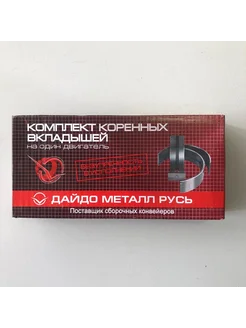 КОМПЛЕКТ КОРЕННЫХ
ВКЛАДЫШЕЙ
на один двигатель
ДАЙДО МЕТАЛЛ РУСЬ
Поставщик сборочных конвейеров